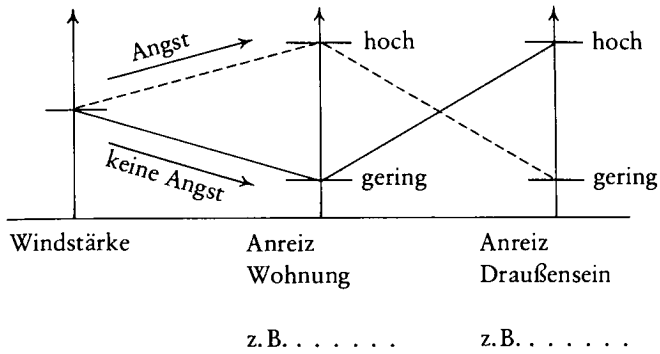 Angst
hoch
hoch
keine Angst
gering
gering
Windstärke
Anreiz
Wohnung
Anreiz
Draußensein
z.B. . . . . . .
z.B. . . . . . .